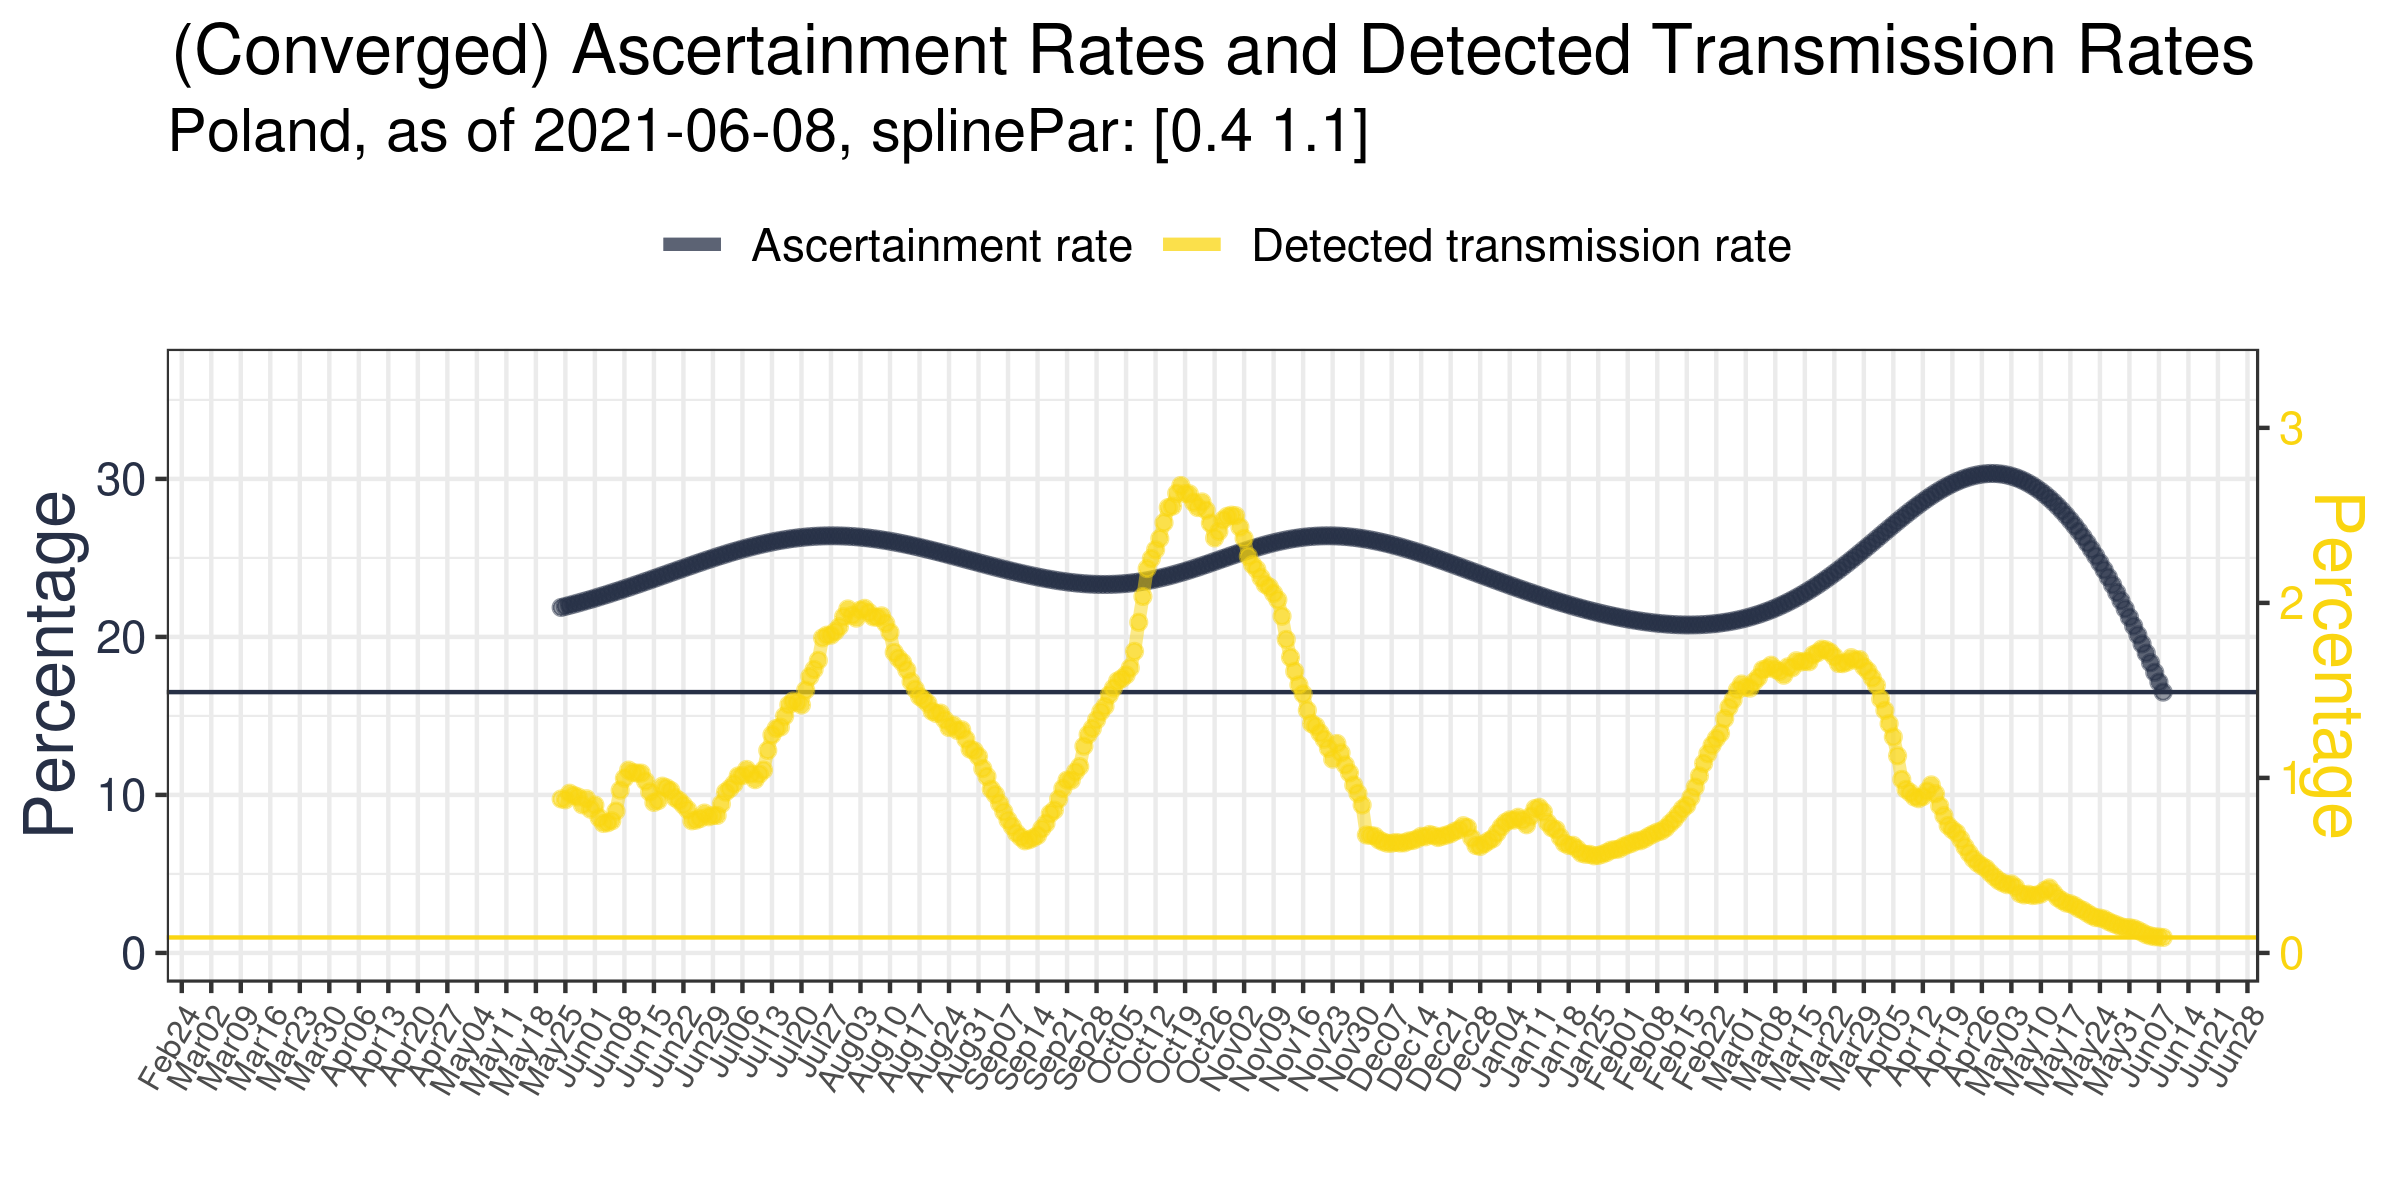 (Converged) Ascertainment Rates and Detected Transmission Rates
Poland, as of 2021-06-08, splinePar: [0.4 1.1]
Ascertainment rate Detected transmission rate
Percentage
30
20
10
0
3
2
1
0
Percentage
Feb24 Mar02 Mar09 Mar16 Mar23 Mar30 Apr06 Apr13 Apr20 Apr27 May04 May11 May18 May25 Jun01 Jun08 Jun15 Jun22 Jun29 Jul06 Jul13 Jul20 Jul27 Aug03 Aug10 Aug17 Aug24 Aug31 Sep07 Sep14 Sep21 Sep28 Oct05 Oct12 Oct19 Oct26 Nov02 Nov09 Nov16 Nov23 Nov30 Dec07 Dec14 Dec21 Dec28 Jan04 Jan11 Jan18 Jan25 Feb01 Feb08 Feb15 Feb22 Mar01 Mar08 Mar15 Mar22 Mar29 Apr05 Apr12 Apr19 Apr26 May03 May10 May17 May24 May31 Jun07 Jun14 Jun21 Jun28